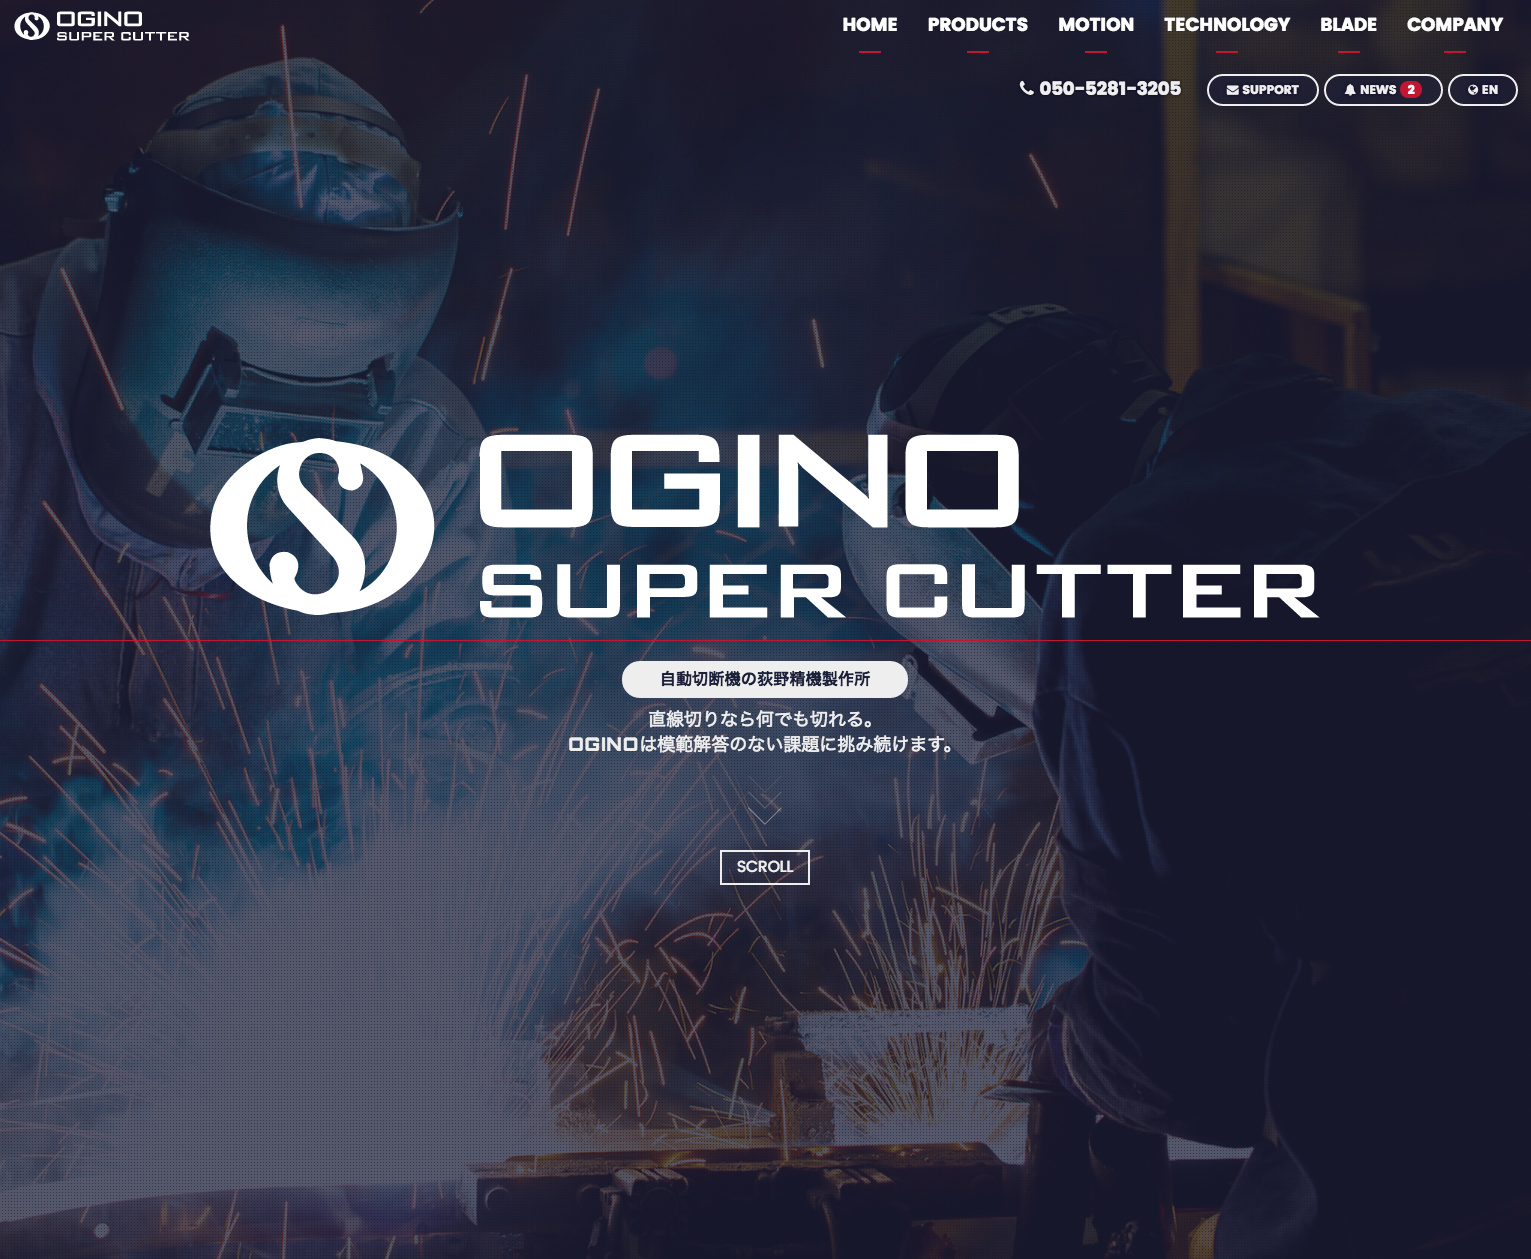 OGINO
SUPER CUTTER
HOME PRODUCTS MOTION TECHNOLOGY BLADE COMPANY
050-5281-3205 SUPPORT NEWS 2 EN
OGINO
SUPER CUTTER
自動切断機の荻野精機製作所
直線切りなら何でも切れる。
OGINOは模範解答のない課題に挑み続けます。
SCROLL